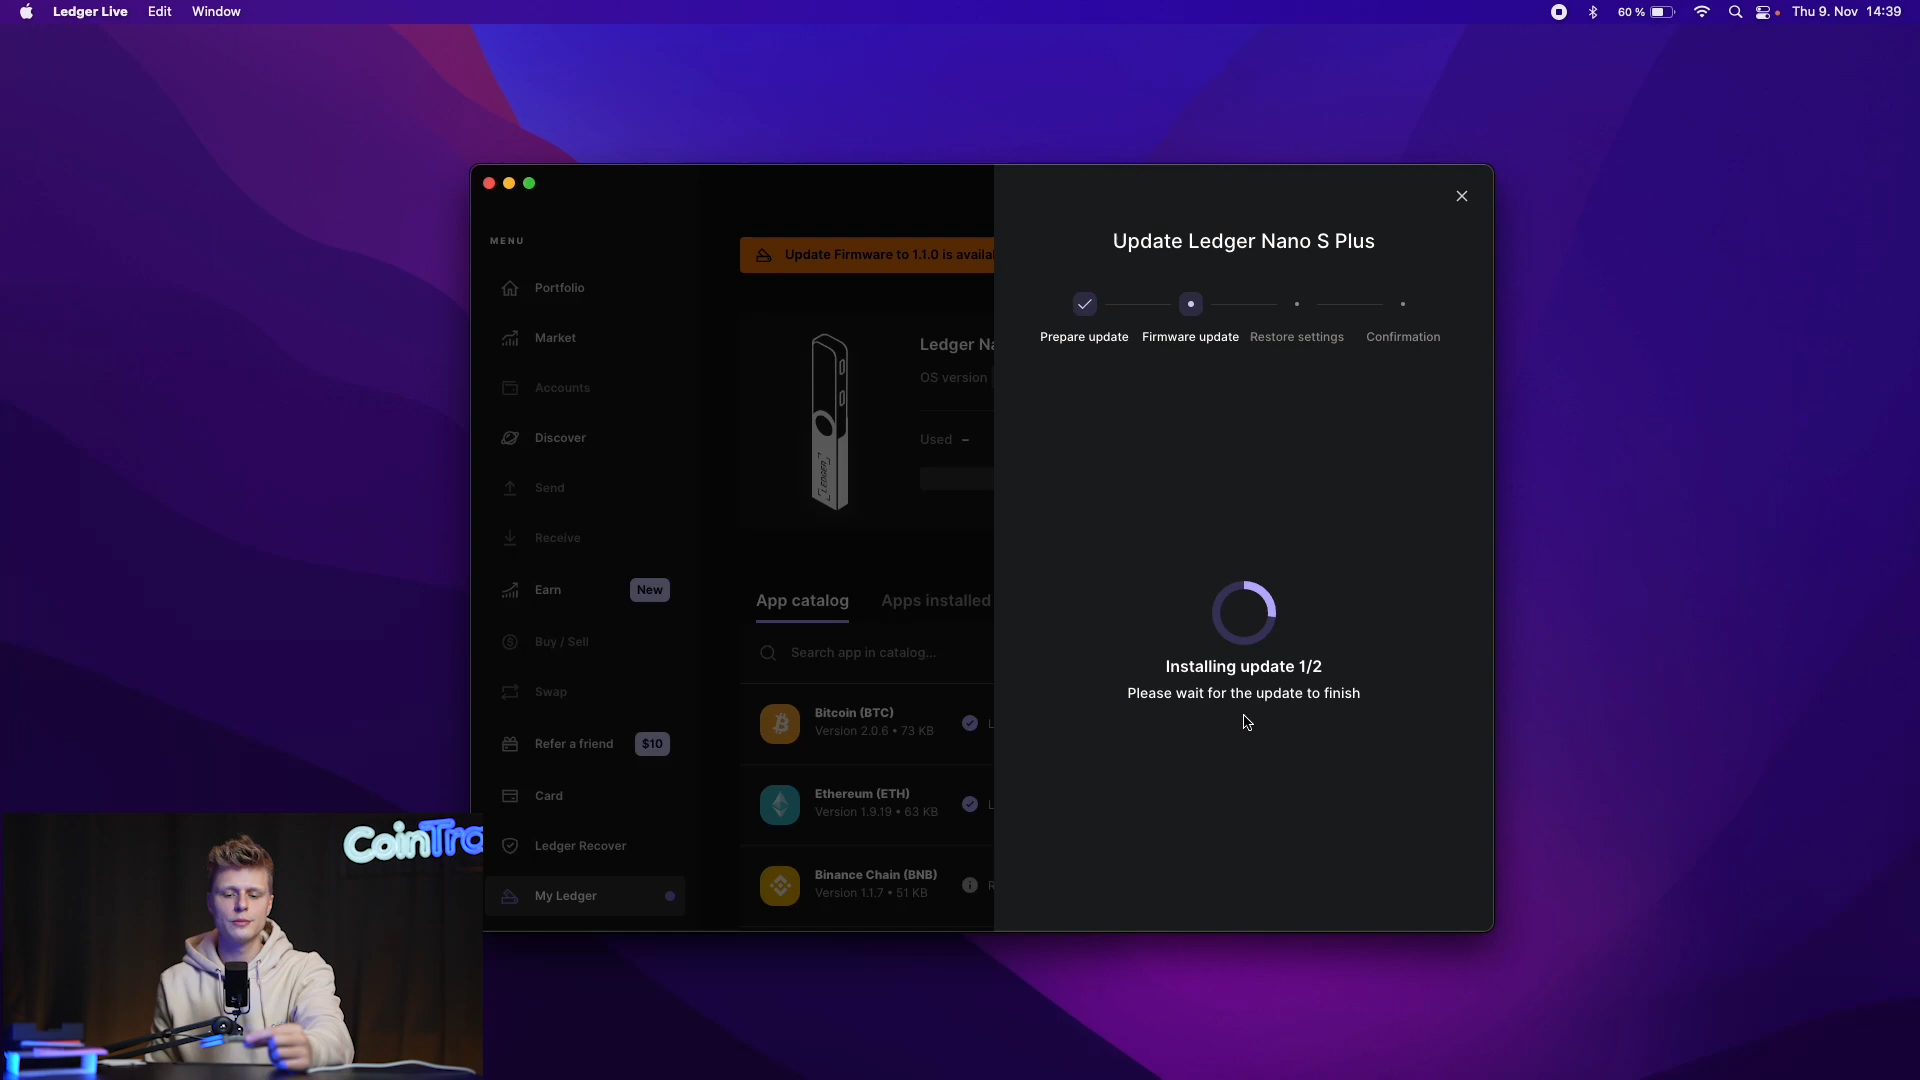 Ledger Live Edit Window
60 % Thu 9. Nov 14:39
MENU
Portfolio
Market
Accounts
Discover
Send
Receive
Earn New
Buy / Sell
Swap
Refer a friend $10
Card
Ledger Recover
My Ledger
Update Firmware to 1.1.0 is availa
Ledger Na
OS version
Used –
App catalog Apps installed
Search app in catalog...
Bitcoin (BTC)
Version 2.0.6 • 73 KB
L
Ethereum (ETH)
Version 1.9.19 • 63 KB
L
Binance Chain (BNB)
Version 1.1.7 • 51 KB
R
Update Ledger Nano S Plus
Prepare update Firmware update Restore settings Confirmation
Installing update 1/2
Please wait for the update to finish
CoinTra
LEDGER